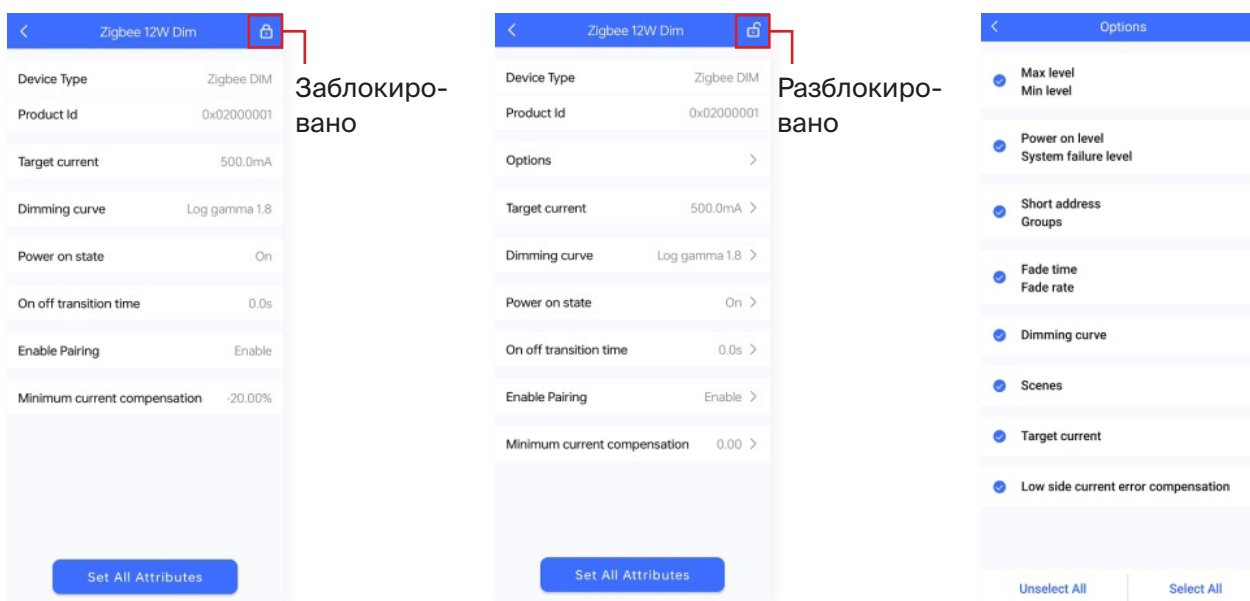 Zigbee 12W Dim
Device Type Zigbee DIM
Product Id 0x02000001
Target current 500.0mA
Dimming curve Log gamma 1.8
Power on state On
On off transition time 0.0s
Enable Pairing Enable
Minimum current compensation -20.00%
Set All Attributes
Заблокиро-
вано
Zigbee 12W Dim
Device Type Zigbee DIM
Product Id 0x02000001
Options >
Target current 500.0mA >
Dimming curve Log gamma 1.8 >
Power on state On >
On off transition time 0.0s >
Enable Pairing Enable >
Minimum current compensation 0.00 >
Set All Attributes
Разблокиро-
вано
Options
Max level
Min level
Power on level
System failure level
Short address
Groups
Fade time
Fade rate
Dimming curve
Scenes
Target current
Low side current error compensation
Unselect All Select All